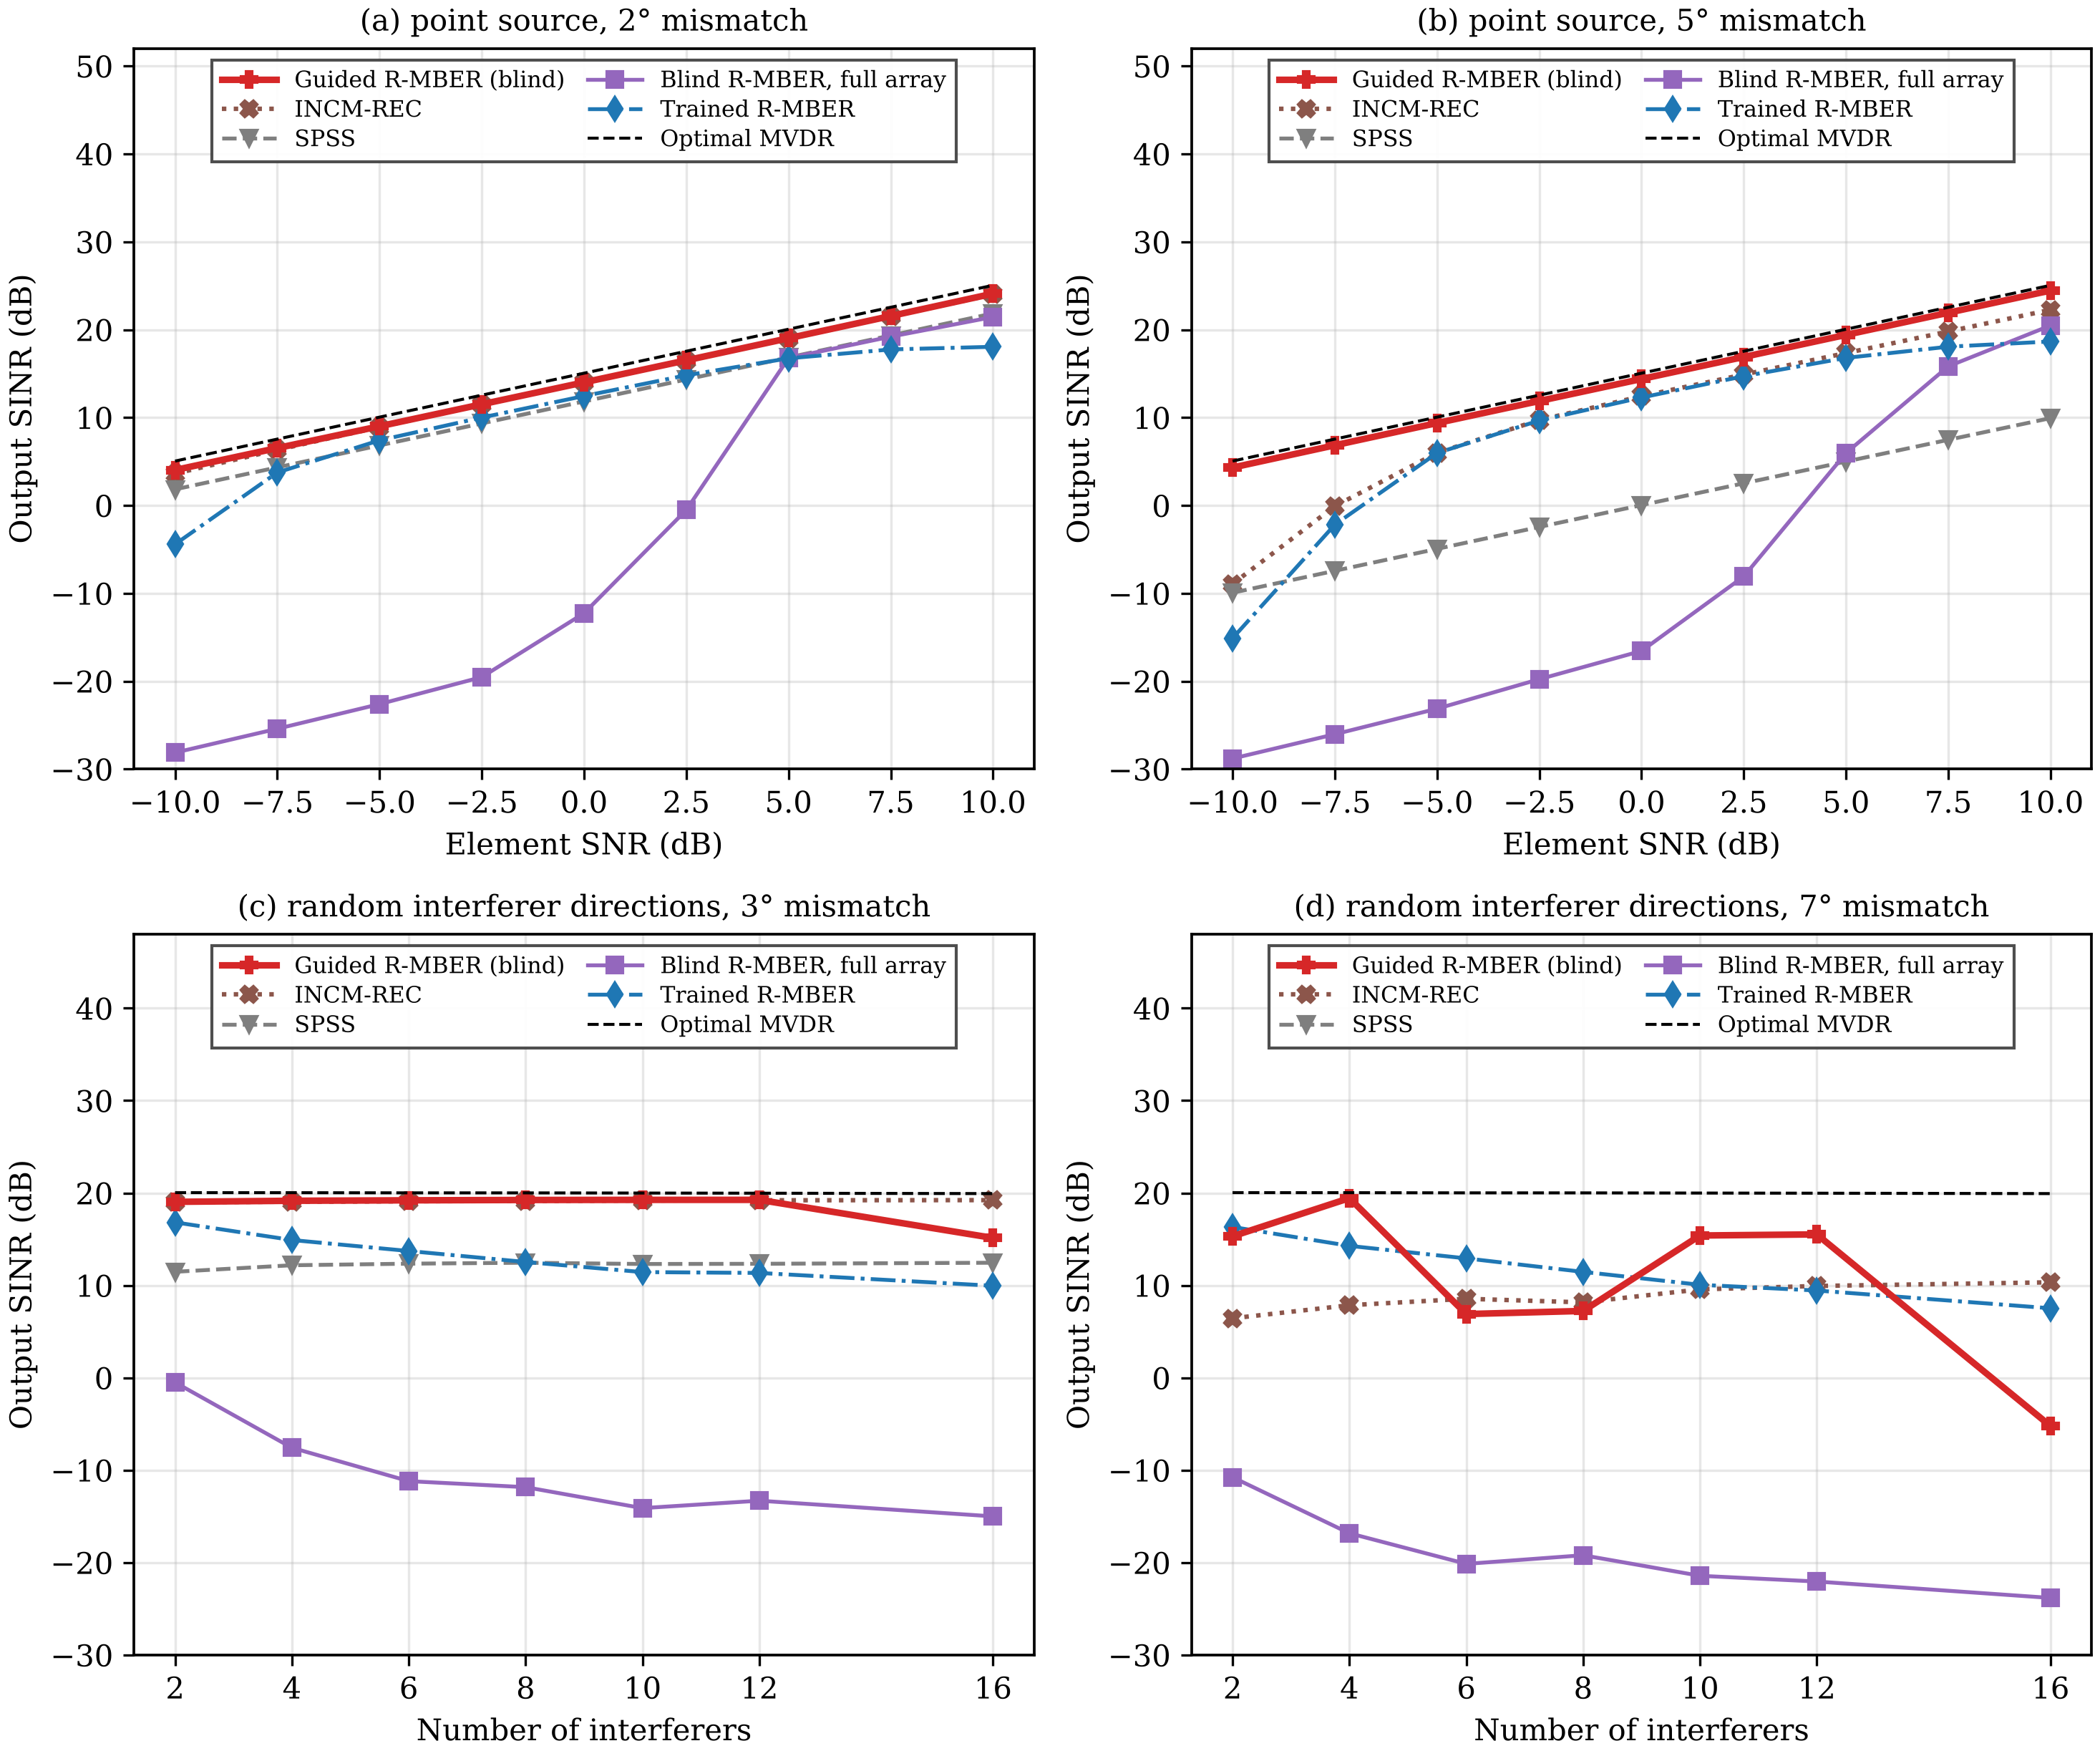 (a) point source, 2° mismatch
Guided R-MBER (blind)
INCM-REC
SPSS
Blind R-MBER, full array
Trained R-MBER
Optimal MVDR
50
40
30
20
10
0
−10
−20
−30
Output SINR (dB)
−10.0 −7.5 −5.0 −2.5 0.0 2.5 5.0 7.5 10.0
Element SNR (dB)
(b) point source, 5° mismatch
Guided R-MBER (blind)
INCM-REC
SPSS
Blind R-MBER, full array
Trained R-MBER
Optimal MVDR
50
40
30
20
10
0
−10
−20
−30
Output SINR (dB)
−10.0 −7.5 −5.0 −2.5 0.0 2.5 5.0 7.5 10.0
Element SNR (dB)
(c) random interferer directions, 3° mismatch
Guided R-MBER (blind)
INCM-REC
SPSS
Blind R-MBER, full array
Trained R-MBER
Optimal MVDR
40
30
20
10
0
−10
−20
−30
Output SINR (dB)
2 4 6 8 10 12 16
Number of interferers
(d) random interferer directions, 7° mismatch
Guided R-MBER (blind)
INCM-REC
SPSS
Blind R-MBER, full array
Trained R-MBER
Optimal MVDR
40
30
20
10
0
−10
−20
−30
Output SINR (dB)
2 4 6 8 10 12 16
Number of interferers